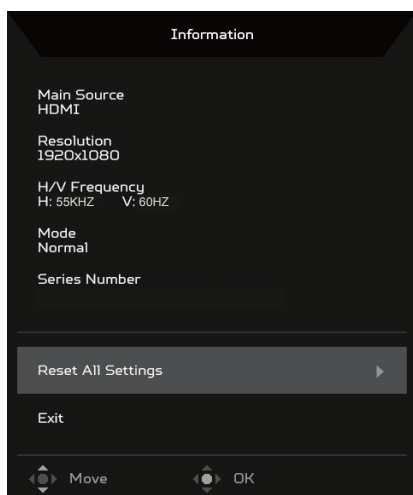 Information
Main Source
HDMI
Resolution
1920x1080
H/V Frequency
H: 55KHZ V: 60HZ
Mode
Normal
Series Number
Reset All Settings
Exit
Move OK